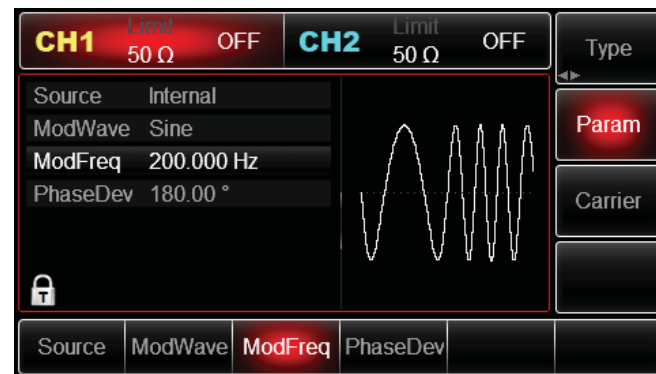 CH1 Limit 50 Ω OFF CH2 Limit 50 Ω OFF
Type
Source Internal
ModWave Sine
ModFreq 200.000 Hz
PhaseDev 180.00 °
Param
Carrier
T
Source ModWave ModFreq PhaseDev